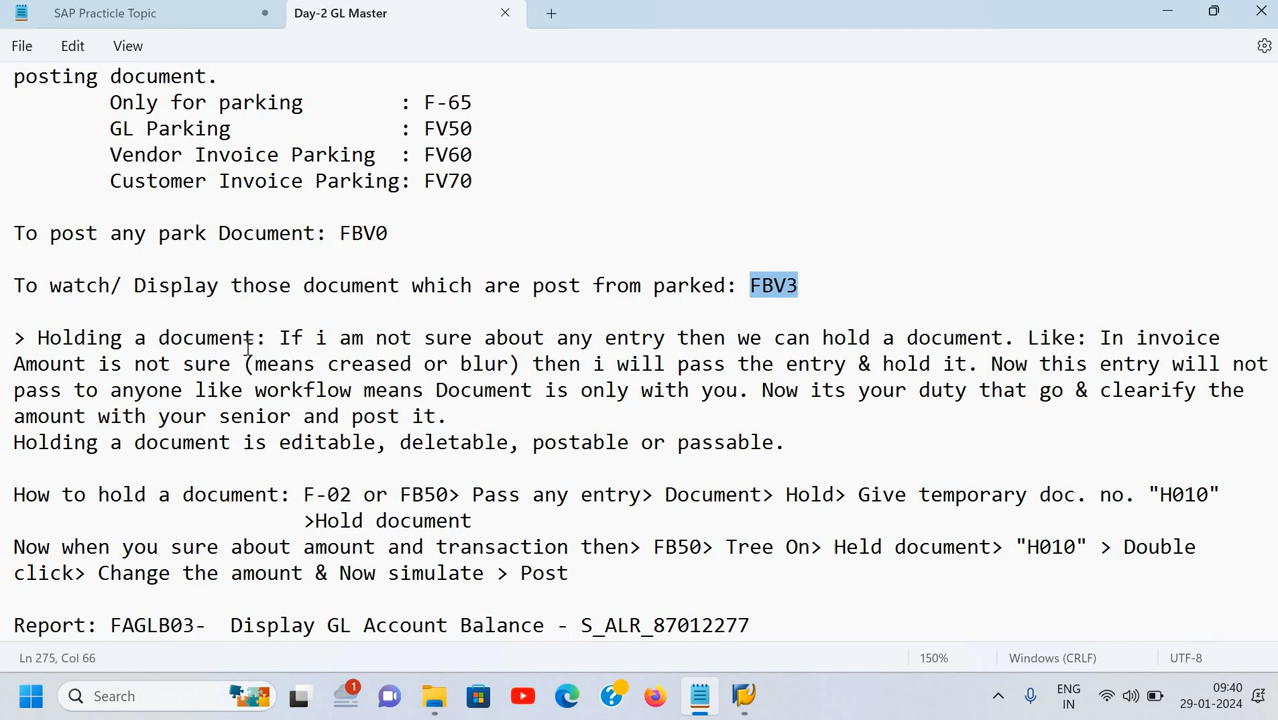 SAP Practicle Topic
Day-2 GL Master
File Edit View
posting document.
Only for parking : F-65
GL Parking : FV50
Vendor Invoice Parking : FV60
Customer Invoice Parking: FV70
To post any park Document: FBV0
To watch/ Display those document which are post from parked: FBV3
> Holding a document: If i am not sure about any entry then we can hold a document. Like: In invoice
Amount is not sure (means creased or blur) then i will pass the entry & hold it. Now this entry will not
pass to anyone like workflow means Document is only with you. Now its your duty that go & clearify the
amount with your senior and post it.
Holding a document is editable, deletable, postable or passable.
How to hold a document: F-02 or FB50> Pass any entry> Document> Hold> Give temporary doc. no. "H010"
>Hold document
Now when you sure about amount and transaction then> FB50> Tree On> Held document> "H010" > Double
click> Change the amount & Now simulate > Post
Report: FAGLB03- Display GL Account Balance - S_ALR_87012277
Ln 275, Col 66 150% Windows (CRLF) UTF-8
Search 1 ENG 09:40
IN 29-01-2024